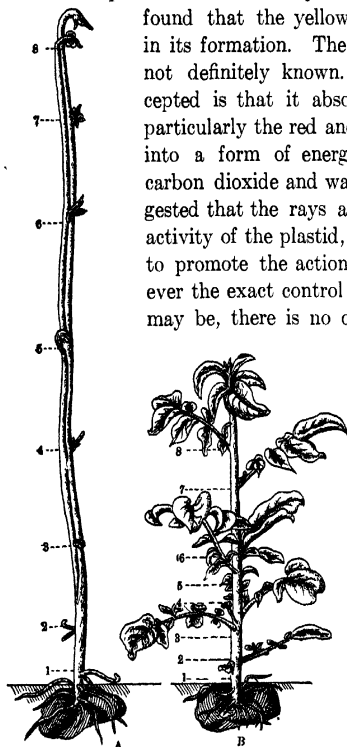 found that the yellow
in its formation. The
not definitely known.
cepted is that it abso
particularly the red and
into a form of energ
carbon dioxide and wa
gested that the rays a
activity of the plastid,
to promote the action
ever the exact control
may be, there is no d
8
7
6
5
4
3
2
1
A
8
7
6
5
4
3
2
1
B